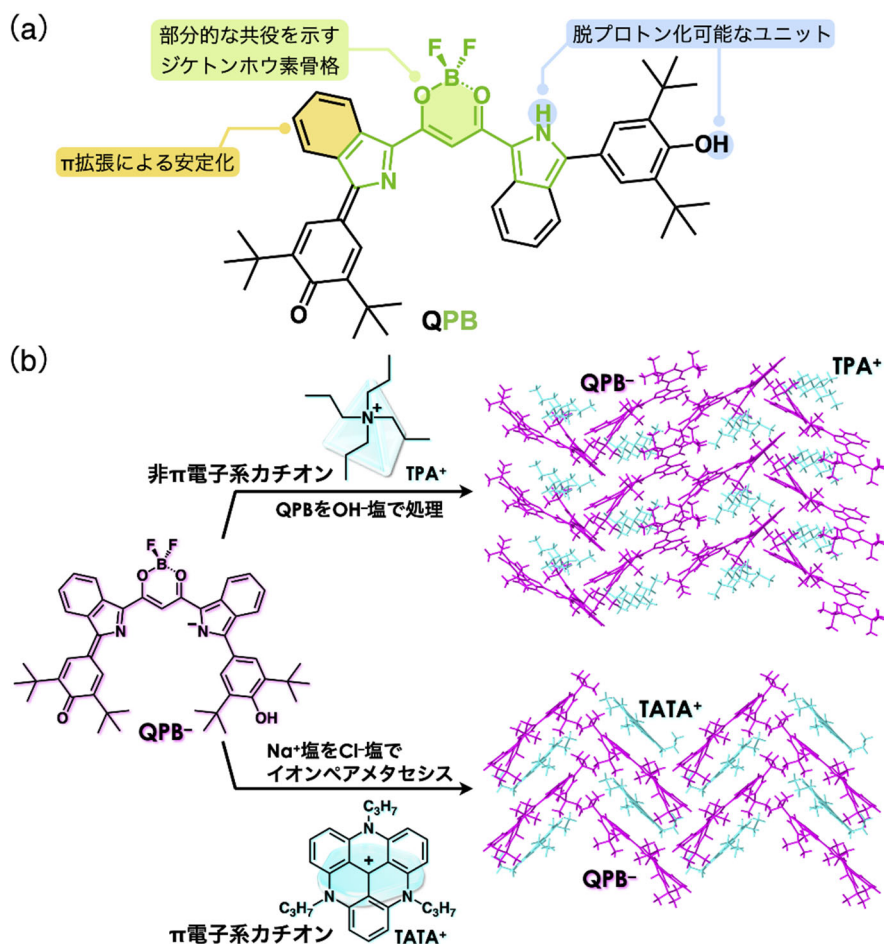 (a)
部分的な共役を示す
ジケトンホウ素骨格
脱プロトン化可能なユニット
F F
B
O O
H
N
OH
π拡張による安定化
N
O
QPB
(b)
N
+
TPA+
非π電子系カチオン
QPBをOH-塩で処理
QPB–
TPA+
F F
B
O O
N
–N
O
OH
QPB–
Na+塩をCl-塩で
イオンペアメタセシス
C3H7
N
+
N N
C3H7 C3H7
π電子系カチオン
TATA+
TATA+
QPB–